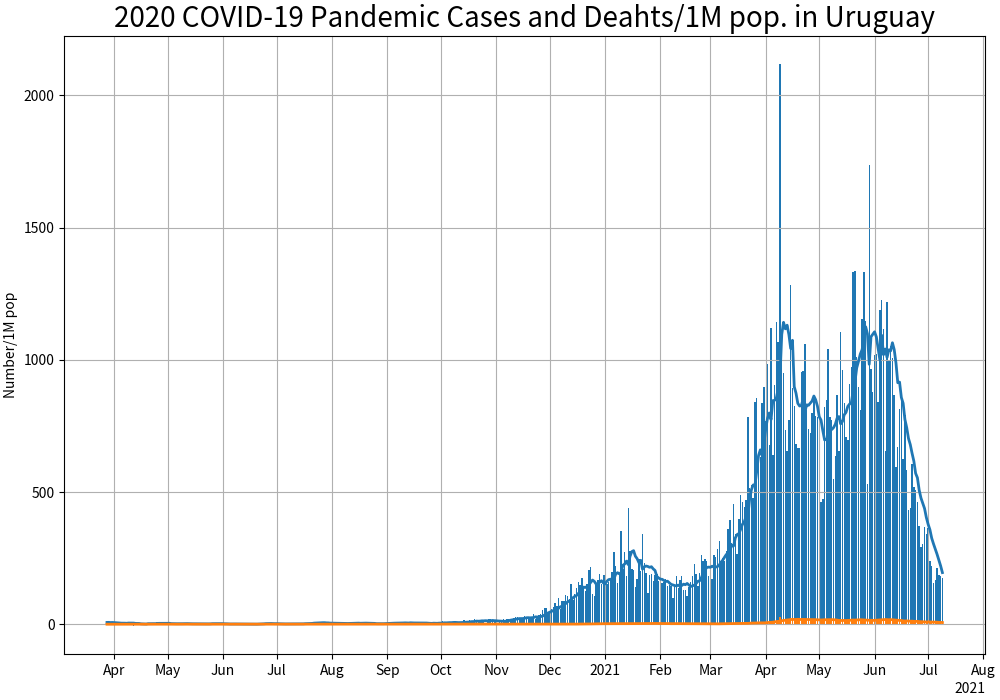 2020 COVID-19 Pandemic Cases and Deahts/1M pop. in Uruguay
Number/1M pop
2000
1500
1000
500
0
Apr May Jun Jul Aug Sep Oct Nov Dec 2021 Feb Mar Apr May Jun Jul Aug
2021